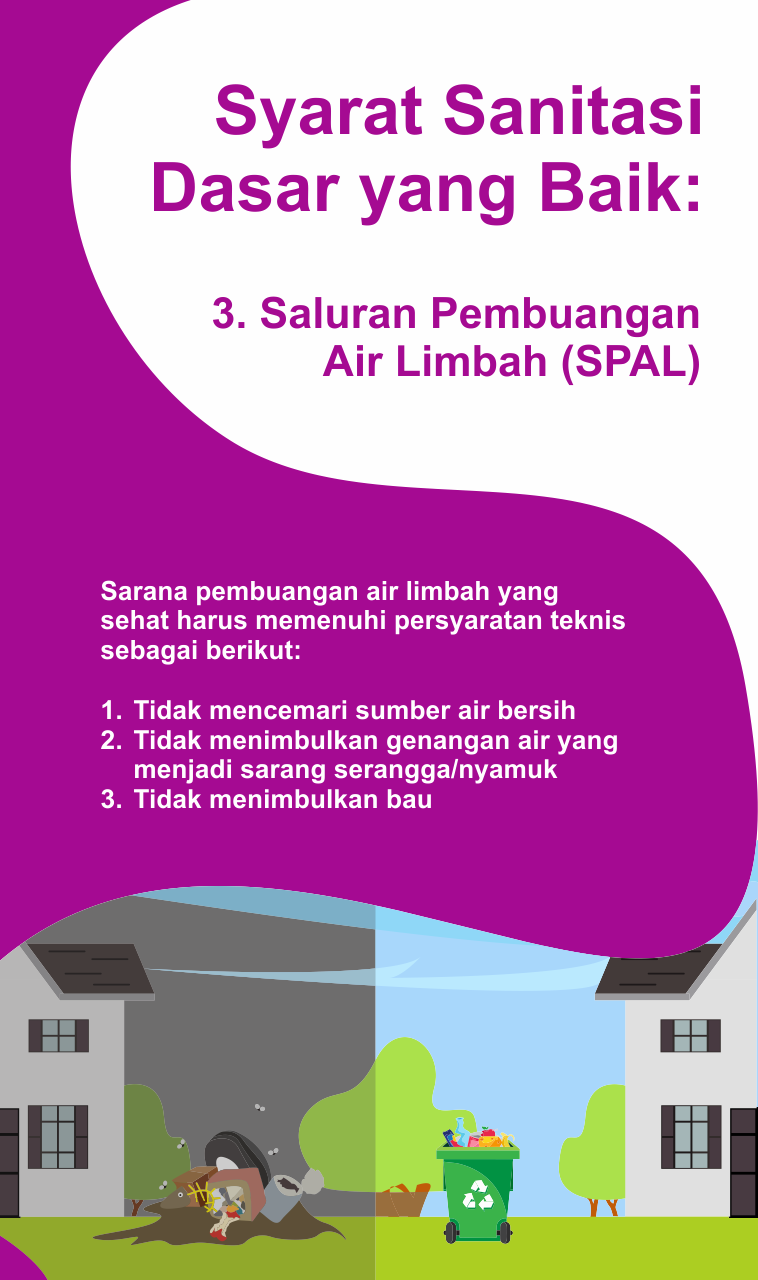 Syarat Sanitasi
Dasar yang Baik:
3. Saluran Pembuangan
Air Limbah (SPAL)
Sarana pembuangan air limbah yang
sehat harus memenuhi persyaratan teknis
sebagai berikut:
1. Tidak mencemari sumber air bersih
2. Tidak menimbulkan genangan air yang
menjadi sarang serangga/nyamuk
3. Tidak menimbulkan bau